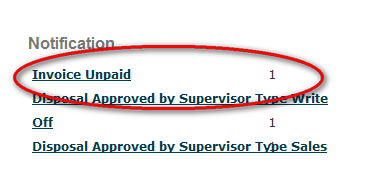 Notification
Invoice Unpaid 1
Disposal Approved by Supervisor Type Write
Off 1
Disposal Approved by Supervisor Type Sales